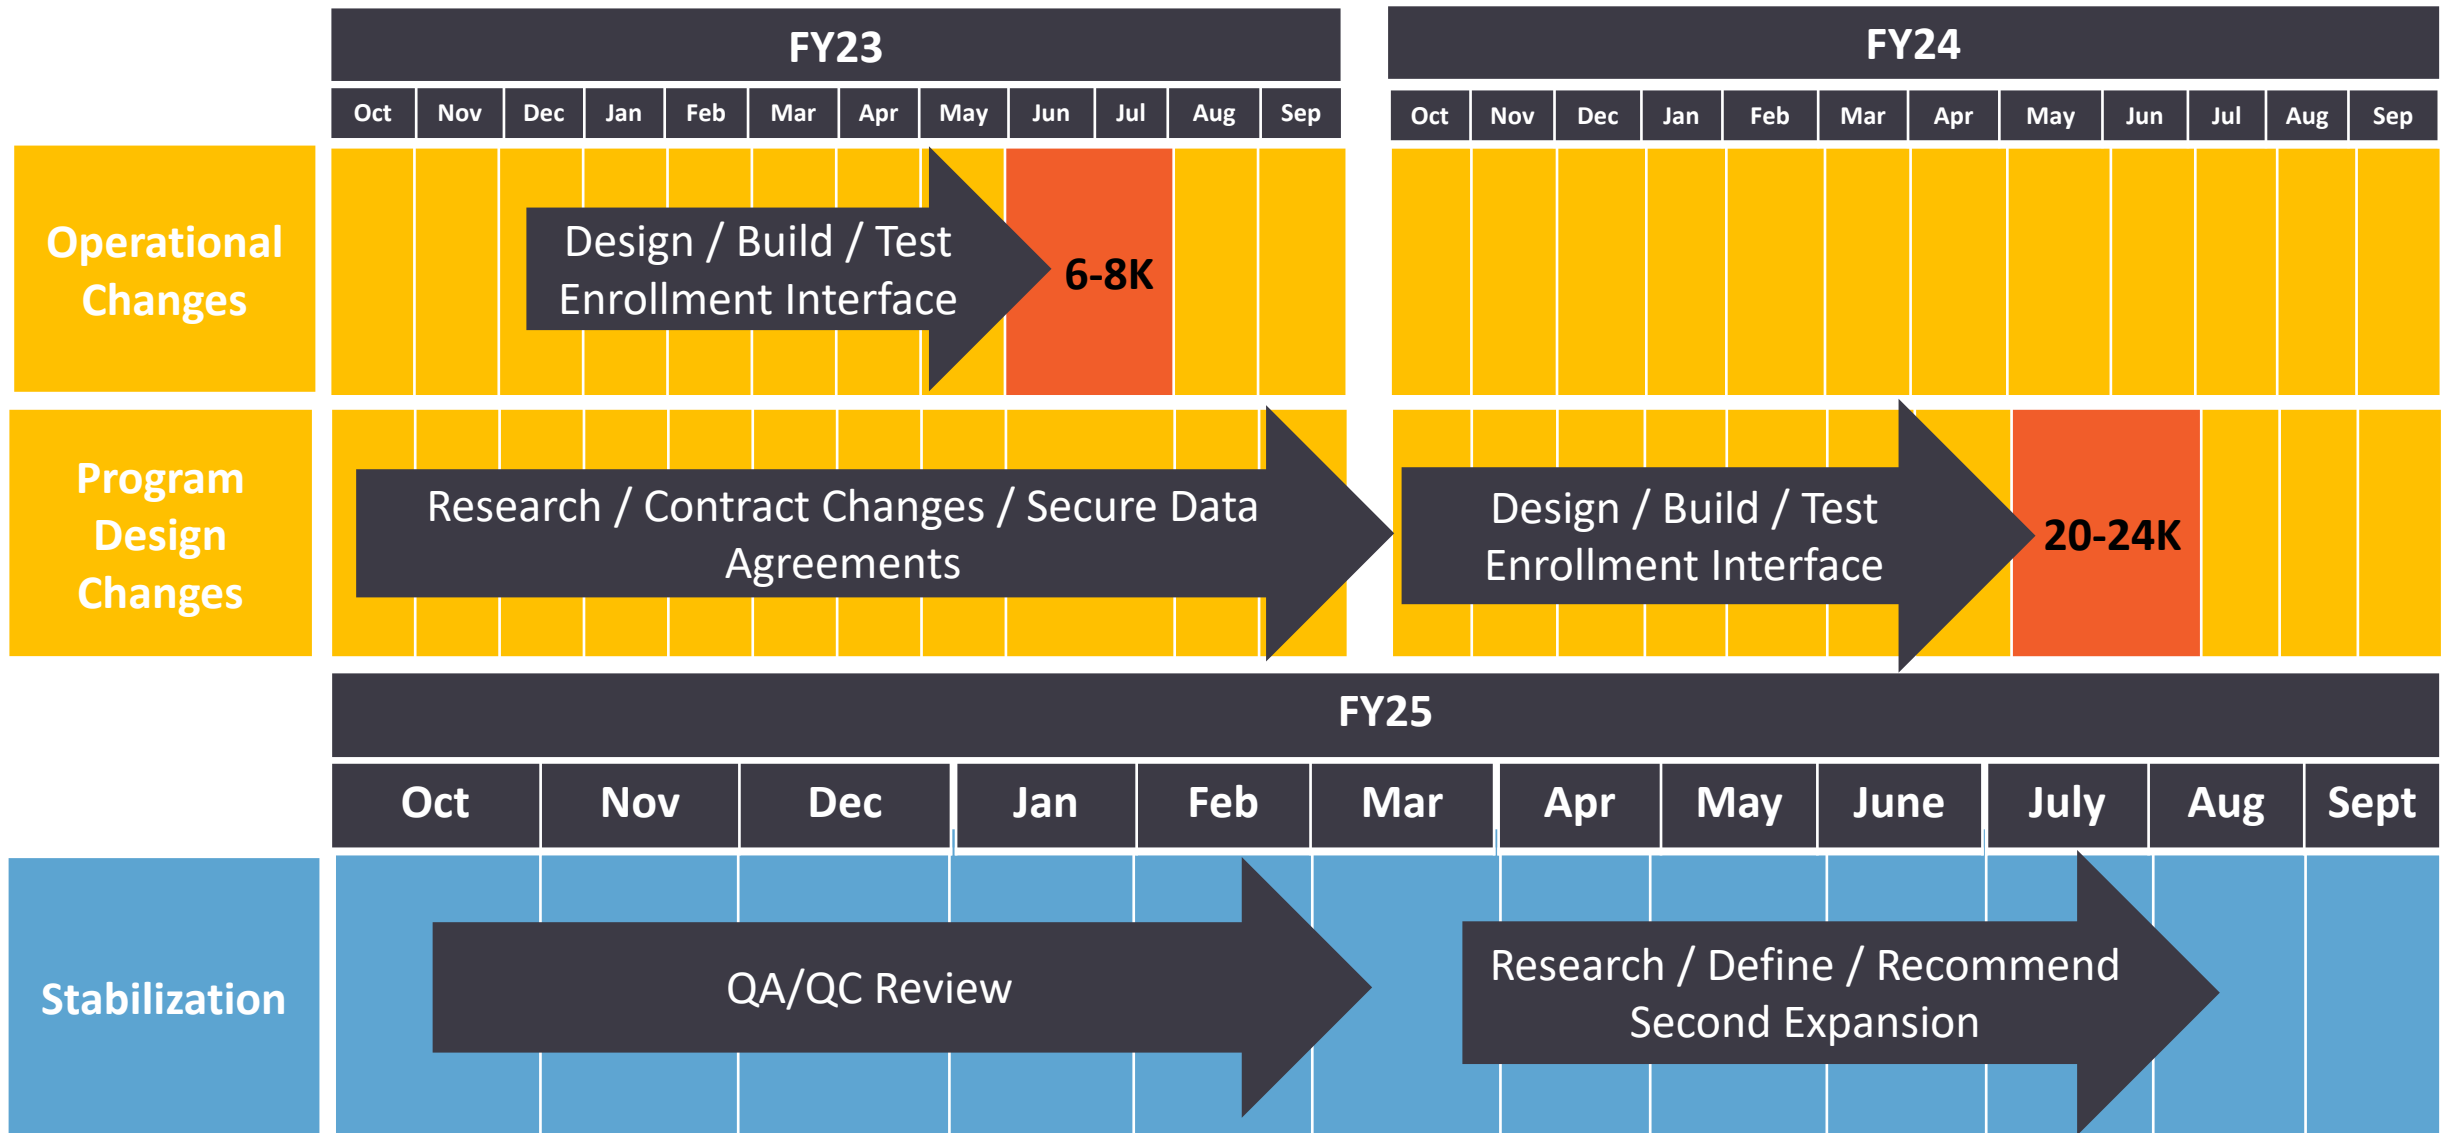 FY23
FY24
Oct Nov Dec Jan Feb Mar Apr May Jun Jul Aug Sep
Oct Nov Dec Jan Feb Mar Apr May Jun Jul Aug Sep
Operational
Changes
Design / Build / Test
Enrollment Interface
6-8K
Program
Design
Changes
Research / Contract Changes / Secure Data
Agreements
Design / Build / Test
Enrollment Interface
20-24K
FY25
Oct Nov Dec Jan Feb Mar Apr May June July Aug Sept
Stabilization
QA/QC Review
Research / Define / Recommend
Second Expansion